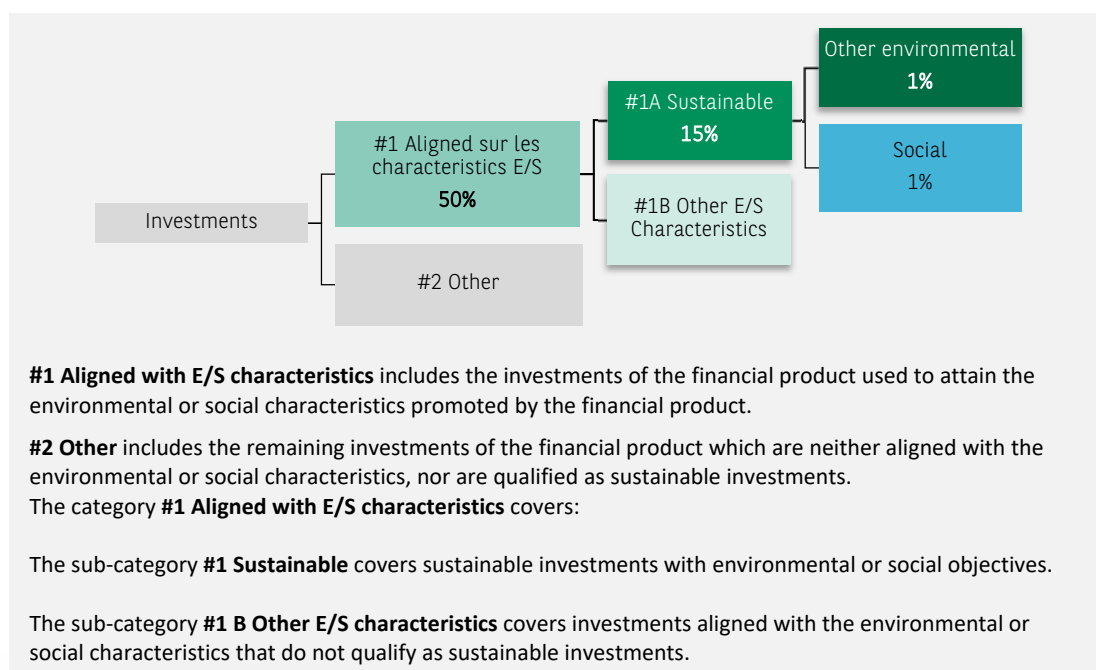 Other environmental
1%
#1A Sustainable
15%
#1 Aligned sur les
characteristics E/S
50%
Social
1%
Investments
#1B Other E/S
Characteristics
#2 Other
#1 Aligned with E/S characteristics includes the investments of the financial product used to attain the
environmental or social characteristics promoted by the financial product.
#2 Other includes the remaining investments of the financial product which are neither aligned with the
environmental or social characteristics, nor are qualified as sustainable investments.
The category #1 Aligned with E/S characteristics covers:
The sub-category #1 Sustainable covers sustainable investments with environmental or social objectives.
The sub-category #1 B Other E/S characteristics covers investments aligned with the environmental or
social characteristics that do not qualify as sustainable investments.